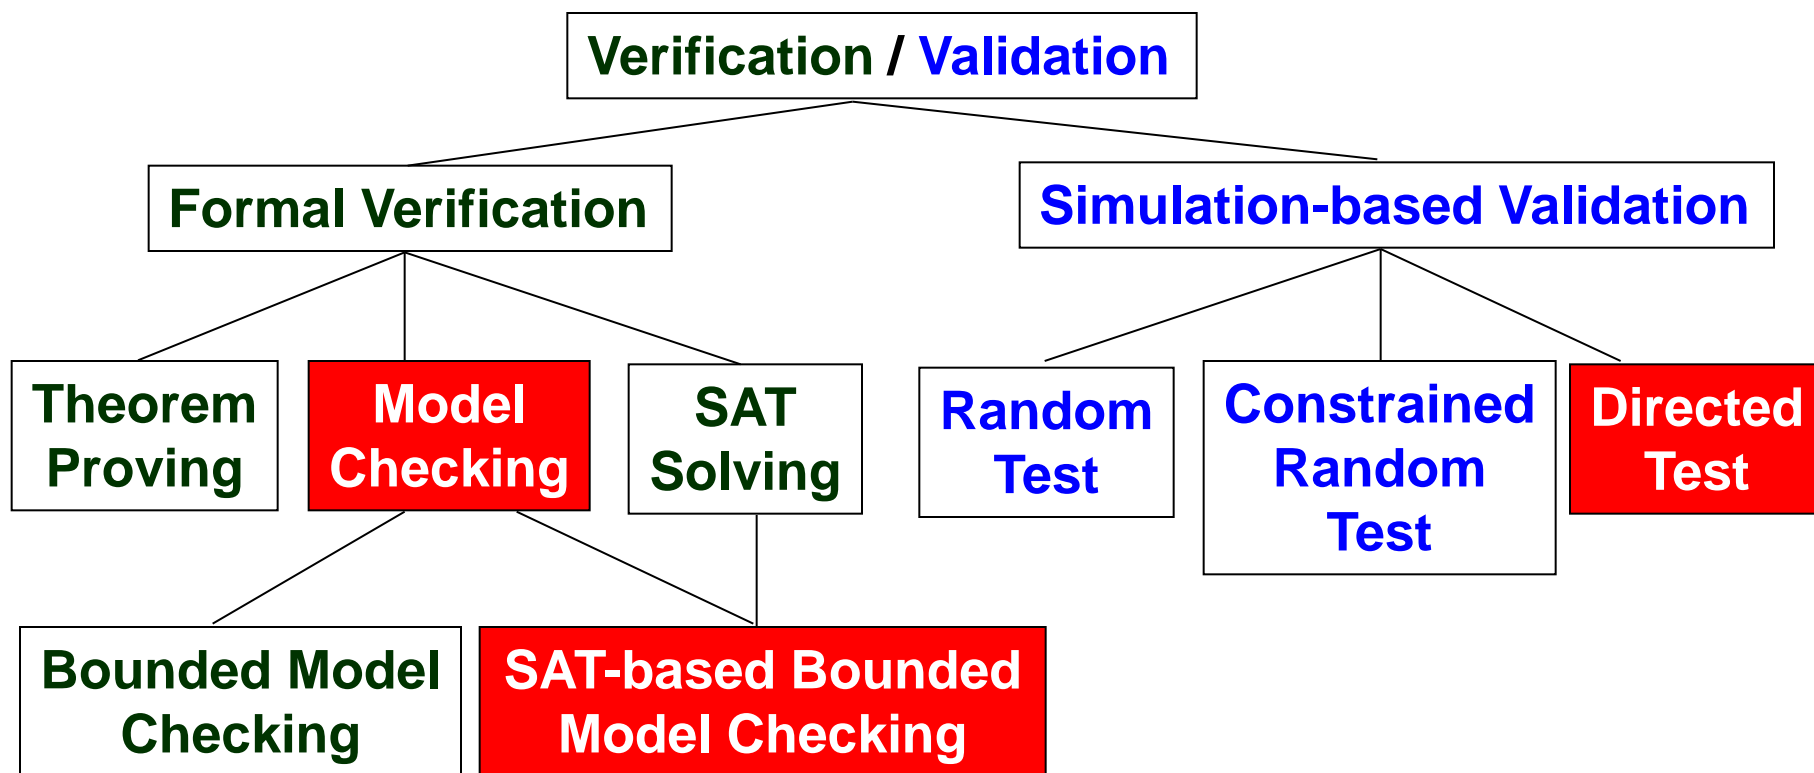 Verification / Validation
Formal Verification
Simulation-based Validation
Theorem
Proving
Model
Checking
SAT
Solving
Random
Test
Constrained
Random
Test
Directed
Test
Bounded Model
Checking
SAT-based Bounded
Model Checking